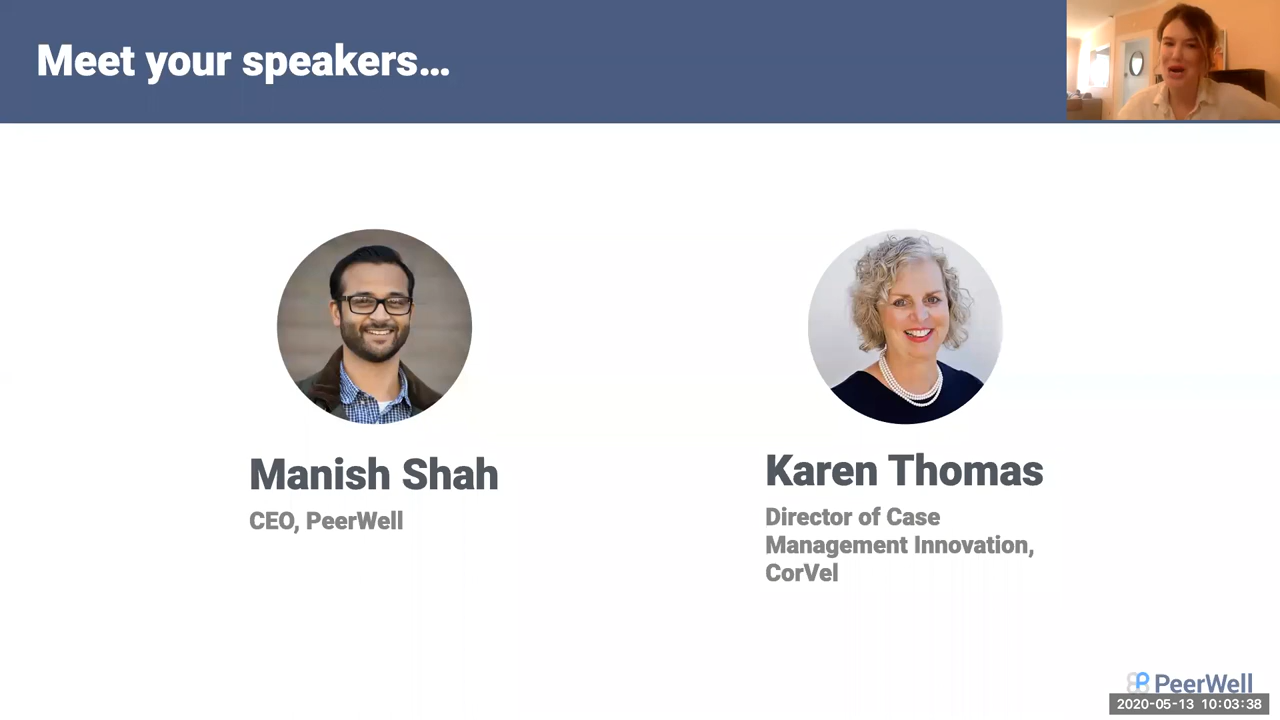 Meet your speakers...
Manish Shah
CEO, PeerWell
Karen Thomas
Director of Case
Management Innovation,
CorVel
PeerWell
2020-05-13 10:03:38